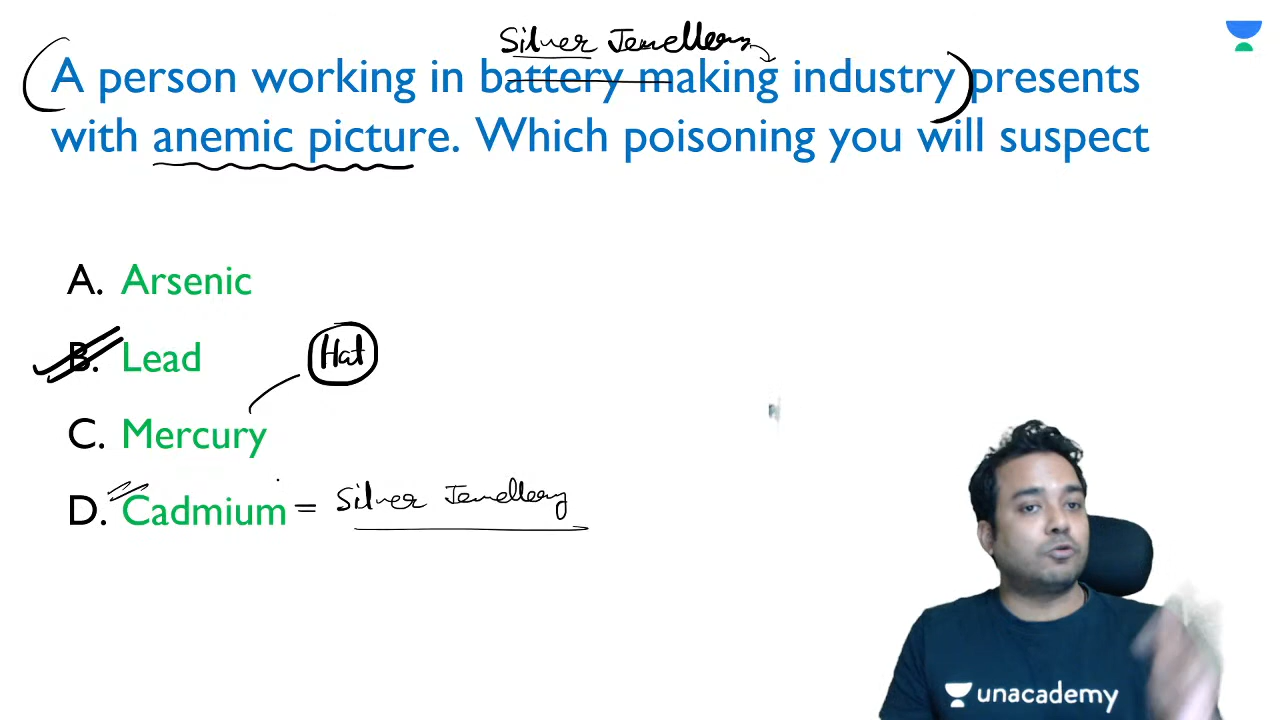 Silver Jewellery
A person working in battery making industry presents
with anemic picture. Which poisoning you will suspect
A. Arsenic
Hat
B. Lead
C. Mercury
D. Cadmium = Silver Jewellery
unacademy